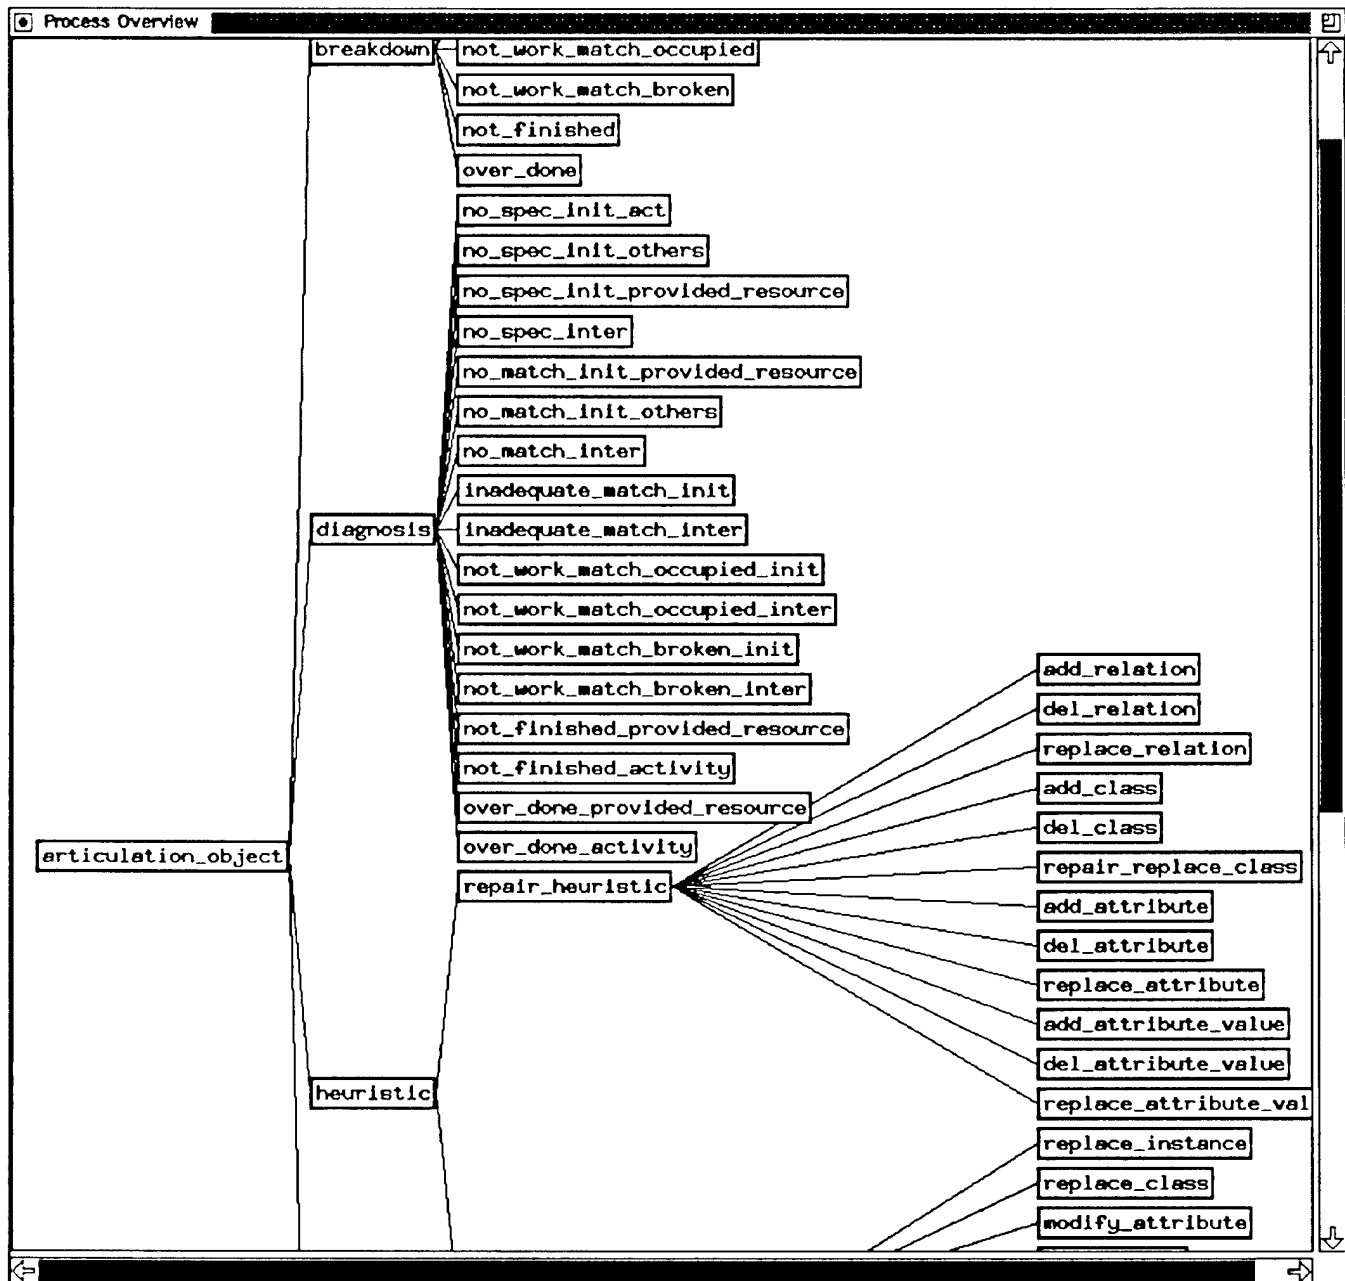 Process Overview
breakdown
not_work_match_occupied
not_work_match_broken
not_finished
over_done
no_spec_init_act
no_spec_init_others
no_spec_init_provided_resource
no_spec_inter
no_match_init_provided_resource
no_match_init_others
no_match_inter
inadequate_match_init
diagnosis
inadequate_match_inter
not_work_match_occupied_init
not_work_match_occupied_inter
not_work_match_broken_init
add_relation
not_work_match_broken_inter
del_relation
not_finished_provided_resource
replace_relation
not_finished_activity
add_class
over_done_provided_resource
del_class
over_done_activity
articulation_object
repair_replace_class
repair_heuristic
add_attribute
del_attribute
replace_attribute
add_attribute_value
del_attribute_value
heuristic
replace_attribute_val
replace_instance
replace_class
modify_attribute